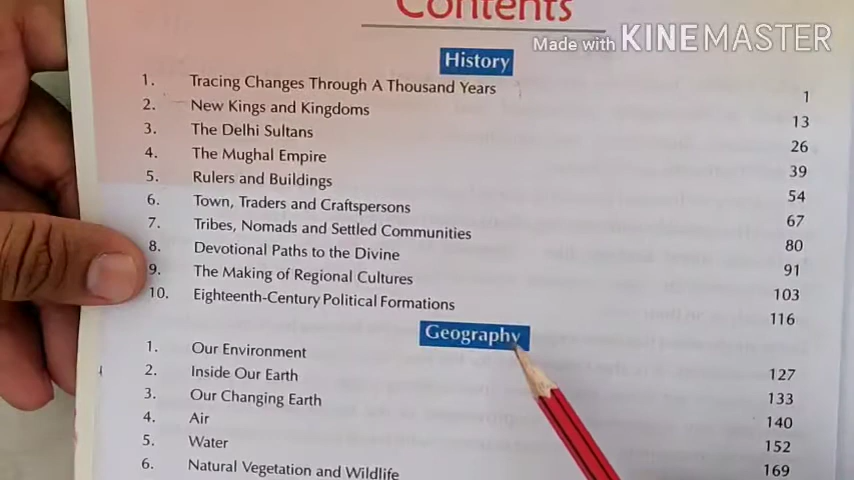 Contents
Made with KINEMASTER
History
1. Tracing Changes Through A Thousand Years 1
2. New Kings and Kingdoms 13
3. The Delhi Sultans 26
4. The Mughal Empire 39
5. Rulers and Buildings 54
6. Town, Traders and Craftspersons 67
7. Tribes, Nomads and Settled Communities 80
8. Devotional Paths to the Divine 91
9. The Making of Regional Cultures 103
10. Eighteenth-Century Political Formations 116
Geography
1. Our Environment 127
2. Inside Our Earth 133
3. Our Changing Earth 140
4. Air 152
5. Water 169
6. Natural Vegetation and Wildlife